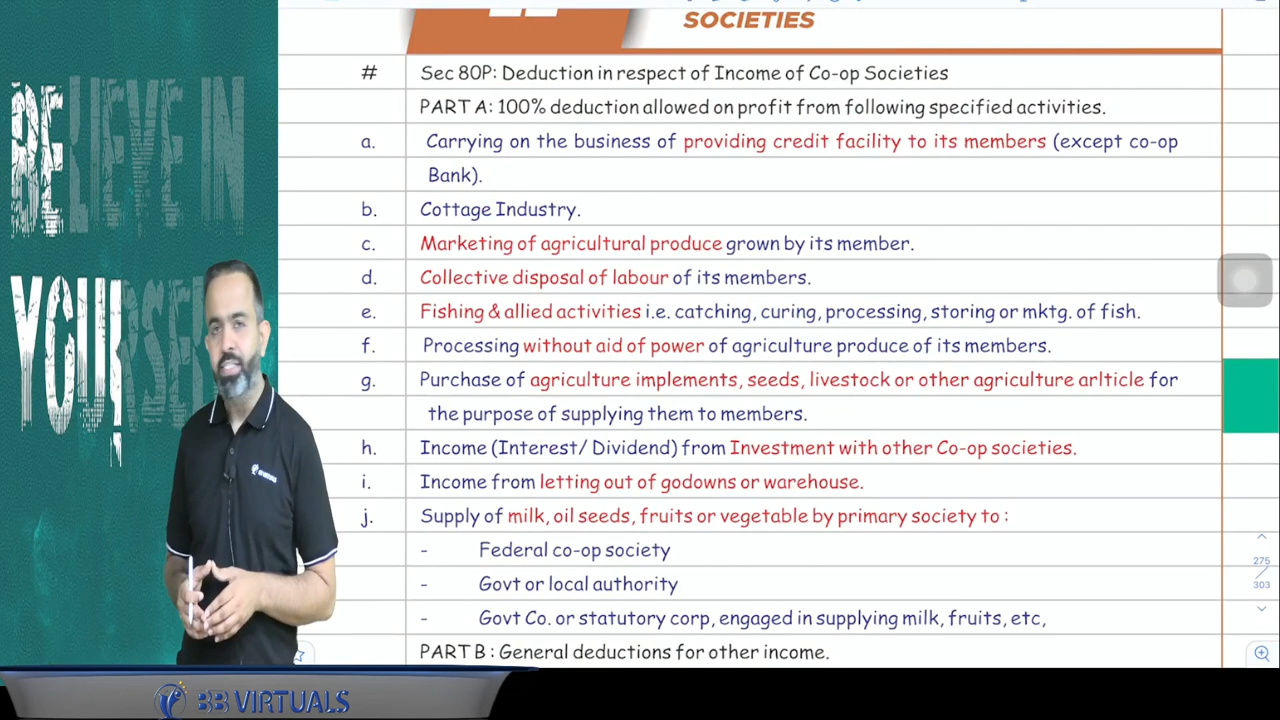 SOCIETIES
# Sec 80P: Deduction in respect of Income of Co-op Societies
PART A: 100% deduction allowed on profit from following specified activities.
a. Carrying on the business of providing credit facility to its members (except co-op
Bank).
b. Cottage Industry.
c. Marketing of agricultural produce grown by its member.
d. Collective disposal of labour of its members.
e. Fishing & allied activities i.e. catching, curing, processing, storing or mktg. of fish.
f. Processing without aid of power of agriculture produce of its members.
g. Purchase of agriculture implements, seeds, livestock or other agriculture arlticle for
the purpose of supplying them to members.
h. Income (Interest/ Dividend) from Investment with other Co-op societies.
i. Income from letting out of godowns or warehouse.
j. Supply of milk, oil seeds, fruits or vegetable by primary society to :
- Federal co-op society
- Govt or local authority
- Govt Co. or statutory corp, engaged in supplying milk, fruits, etc,
PART B : General deductions for other income.
275
303
BELIEVE IN
BB VIRTUALS